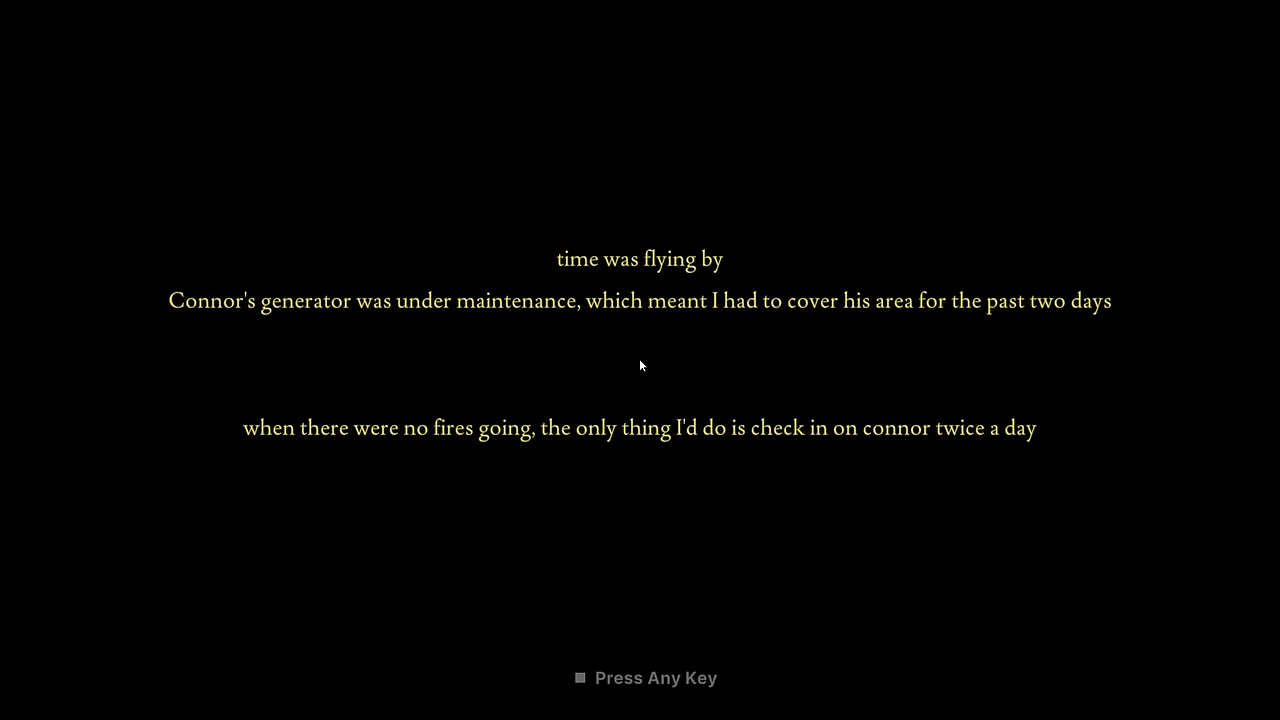 time was flying by
Connor's generator was under maintenance, which meant I had to cover his area for the past two days
when there were no fires going, the only thing I'd do is check in on connor twice a day
Press Any Key